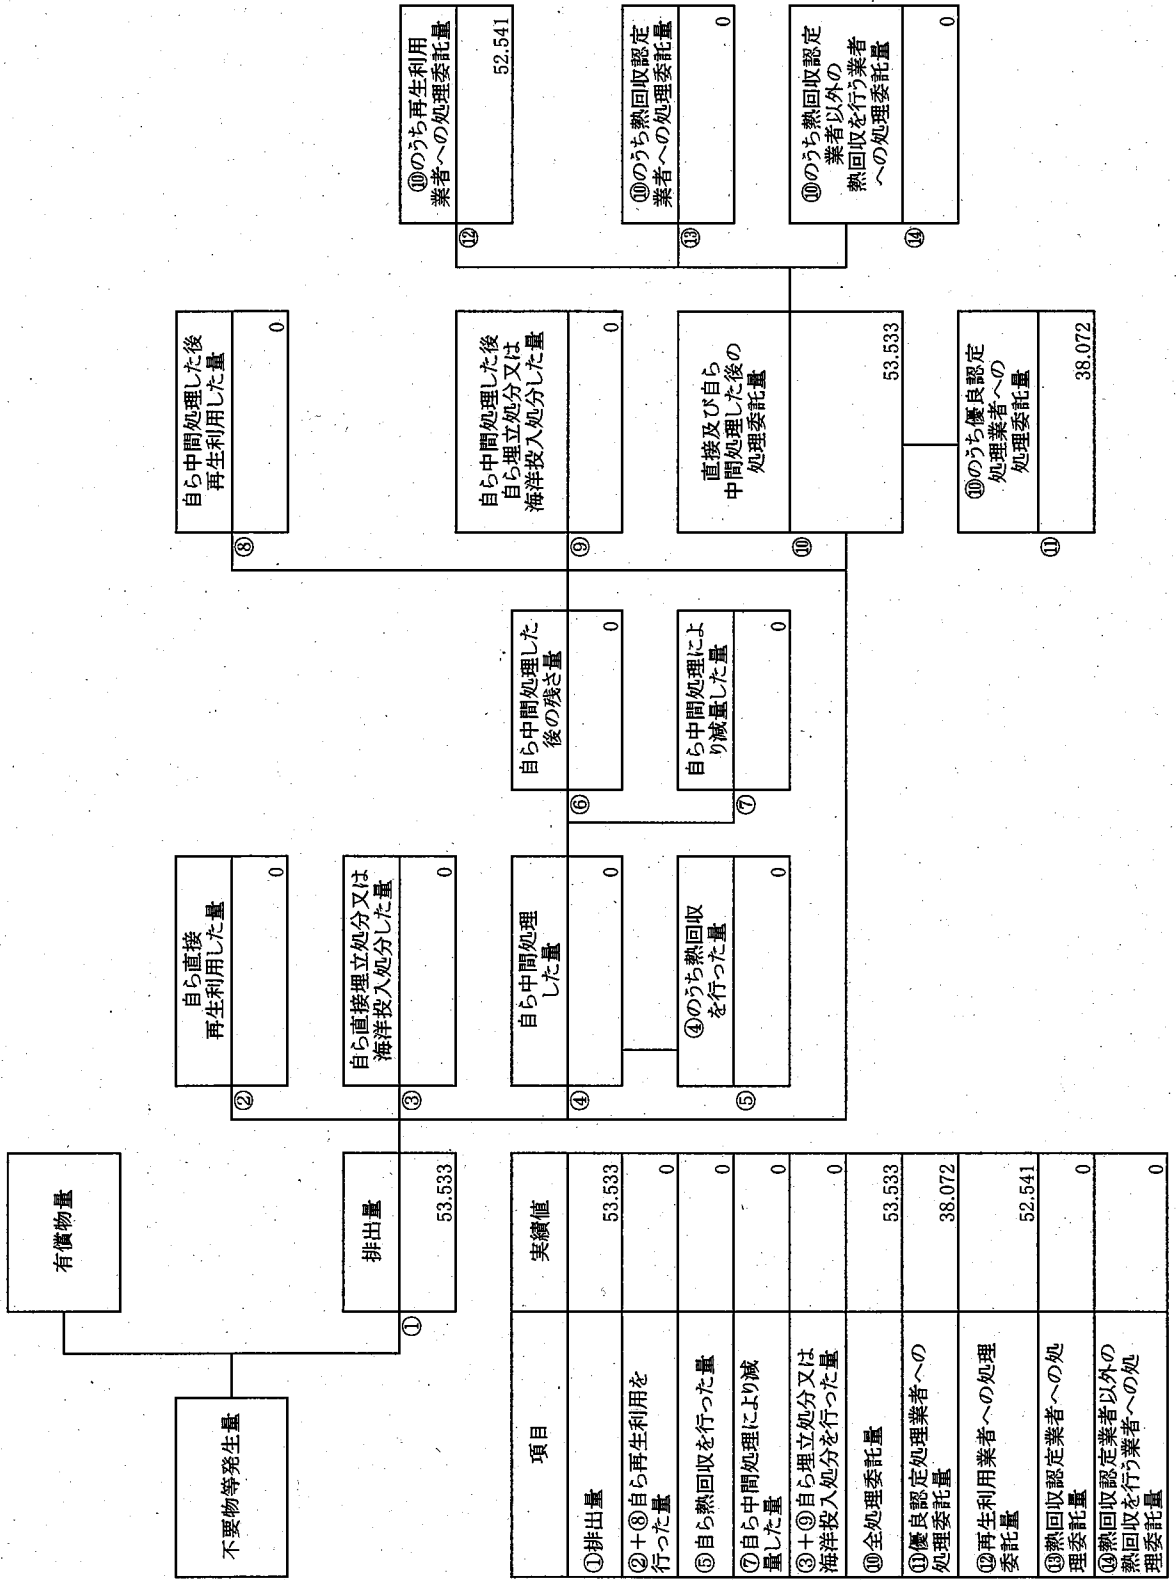 不要物等発生量
有償物量
①
排出量
53.533
②
自ら直接
再生利用した量
0
③
自ら直接埋立処分又は
海洋投入処分した量
0
④
自ら中間処理
した量
0
⑤
④のうち熱回収
を行った量
0
⑥
自ら中間処理した
後の残さ量
0
⑦
自ら中間処理によ
り減量した量
0
⑧
自ら中間処理した後
再生利用した量
0
⑨
自ら中間処理した後
自ら埋立処分又は
海洋投入処分した量
0
⑩
直接及び自ら
中間処理した後の
処理委託量
53.533
⑪
⑩のうち優良認定
処理業者への
処理委託量
38.072
⑫
⑩のうち再生利用
業者への処理委託量
52.541
⑬
⑩のうち熱回収認定
業者への処理委託量
0
⑭
⑩のうち熱回収認定
業者以外の
熱回収を行う業者
への処理委託量
0
項目 実績値
①排出量 53.533
②+⑧自ら再生利用を
行った量 0
⑤自ら熱回収を行った量 0
⑦自ら中間処理により減
量した量 0
③+⑨自ら埋立処分又は
海洋投入処分を行った量 0
⑩全処理委託量 53.533
⑪優良認定処理業者への
処理委託量 38.072
⑫再生利用業者への処理
委託量 52.541
⑬熱回収認定業者への処
理委託量 0
⑭熱回収認定業者以外の
熱回収を行う業者への処
理委託量 0